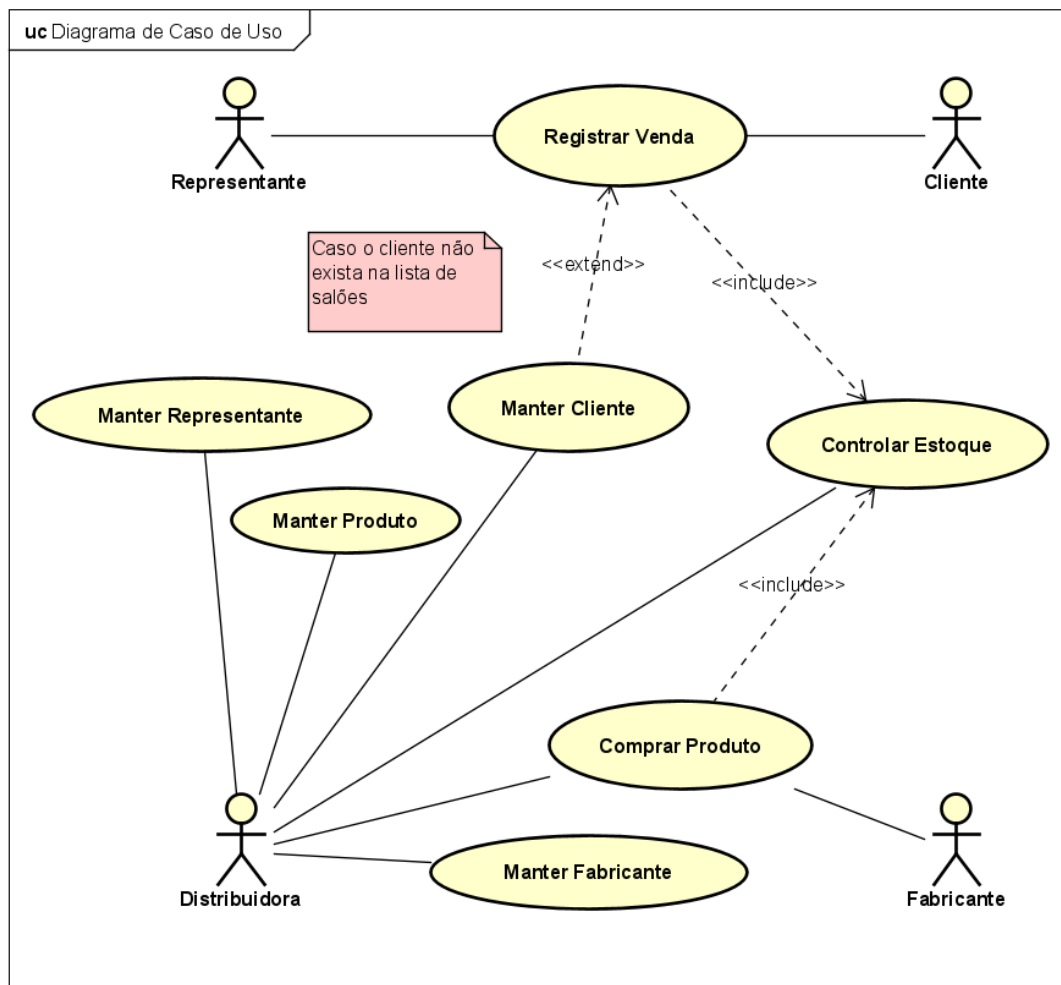 uc Diagrama de Caso de Uso
Registrar Venda
Representante
Cliente
Caso o cliente não
exista na lista de
salões
<<extend>>
<<include>>
Manter Representante
Manter Cliente
Controlar Estoque
Manter Produto
<<include>>
Comprar Produto
Manter Fabricante
Distribuidora
Fabricante